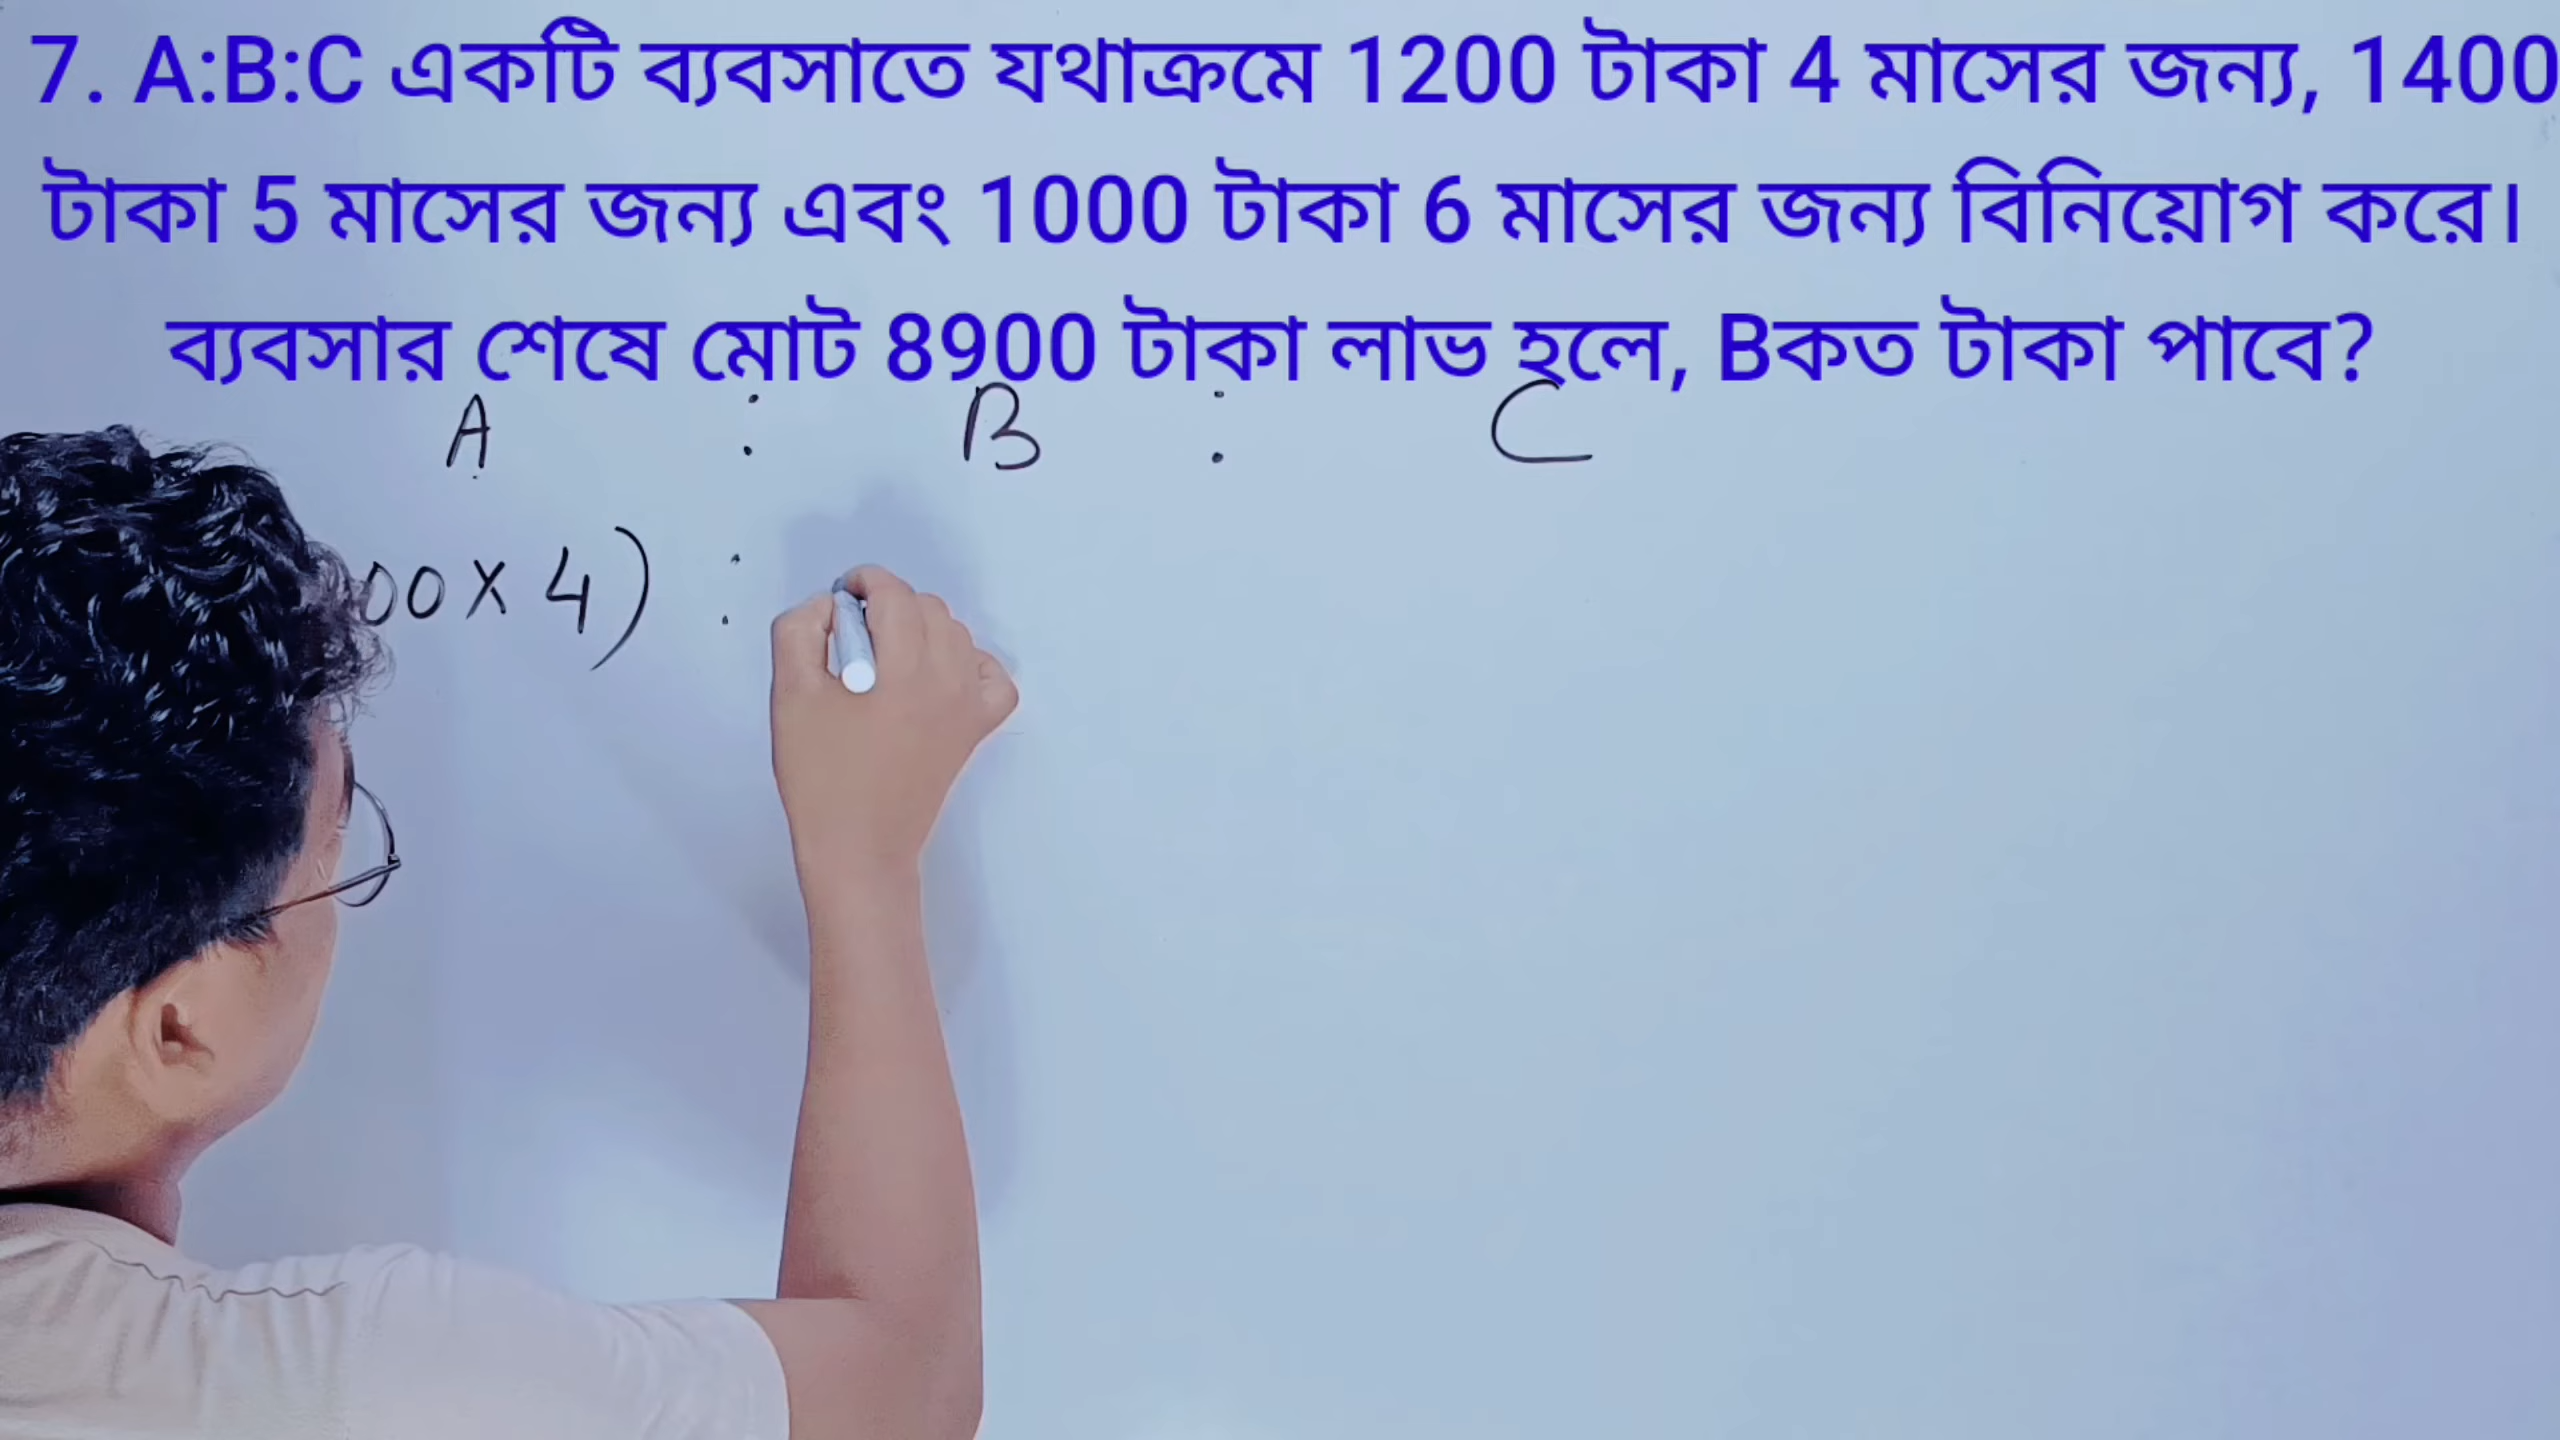 7. A:B:C একটি ব্যবসাতে যথাক্রমে 1200 টাকা 4 মাসের জন্য, 1400
টাকা 5 মাসের জন্য এবং 1000 টাকা 6 মাসের জন্য বিনিয়োগ করে।
ব্যবসার শেষে মোট 8900 টাকা লাভ হলে, Bকত টাকা পাবে?
A : B : C
00 x 4) :